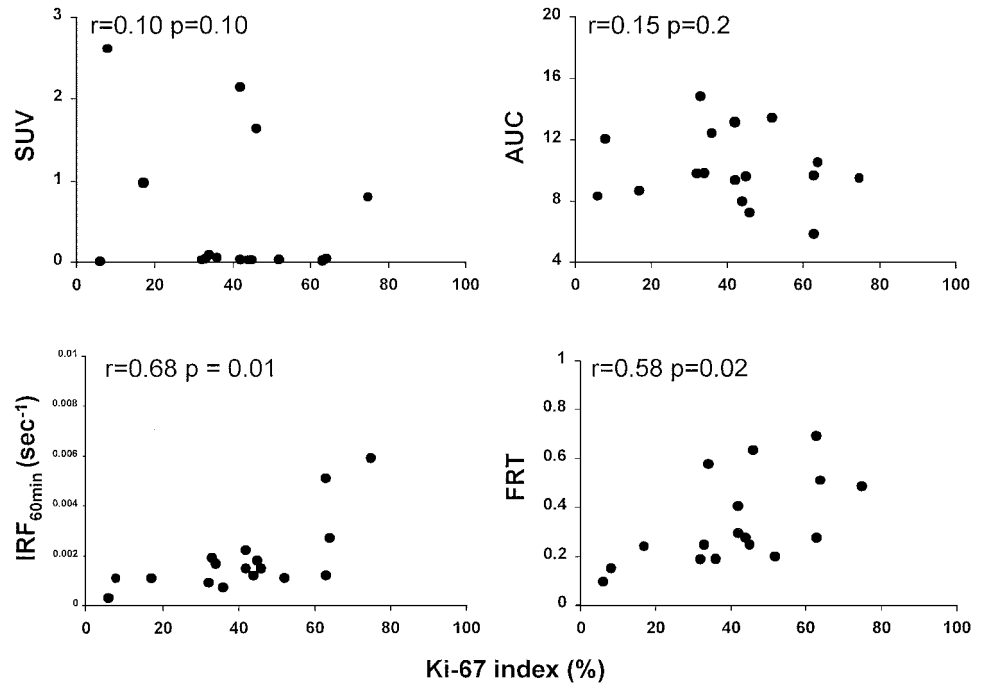 r=0.10 p=0.10
3
2
1
0
SUV
0 20 40 60 80 100
r=0.15 p=0.2
20
16
12
8
4
AUC
0 20 40 60 80 100
r=0.68 p = 0.01
0.01
0.008
0.006
0.004
0.002
0
IRF60min (sec-1)
0 20 40 60 80 100
r=0.58 p=0.02
1
0.8
0.6
0.4
0.2
0
FRT
0 20 40 60 80 100
Ki-67 index (%)